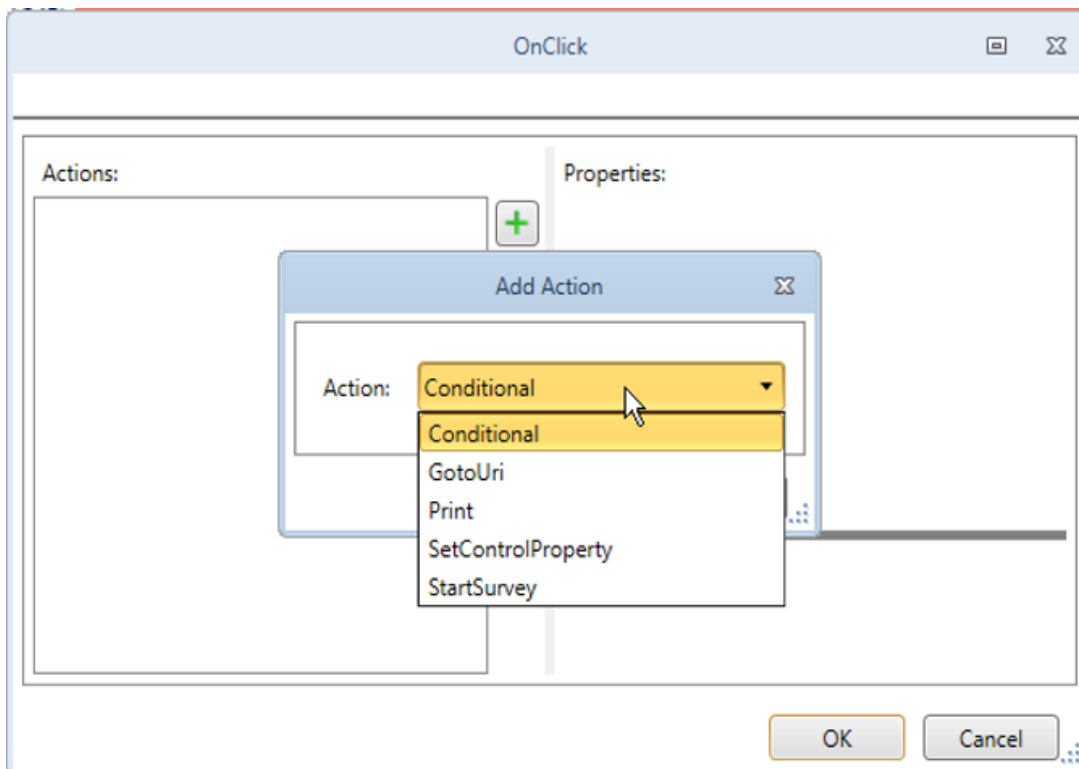 OnClick
Actions:
Properties:
Add Action
Action:
Conditional
Conditional
GotoUri
Print
SetControlProperty
StartSurvey
OK
Cancel